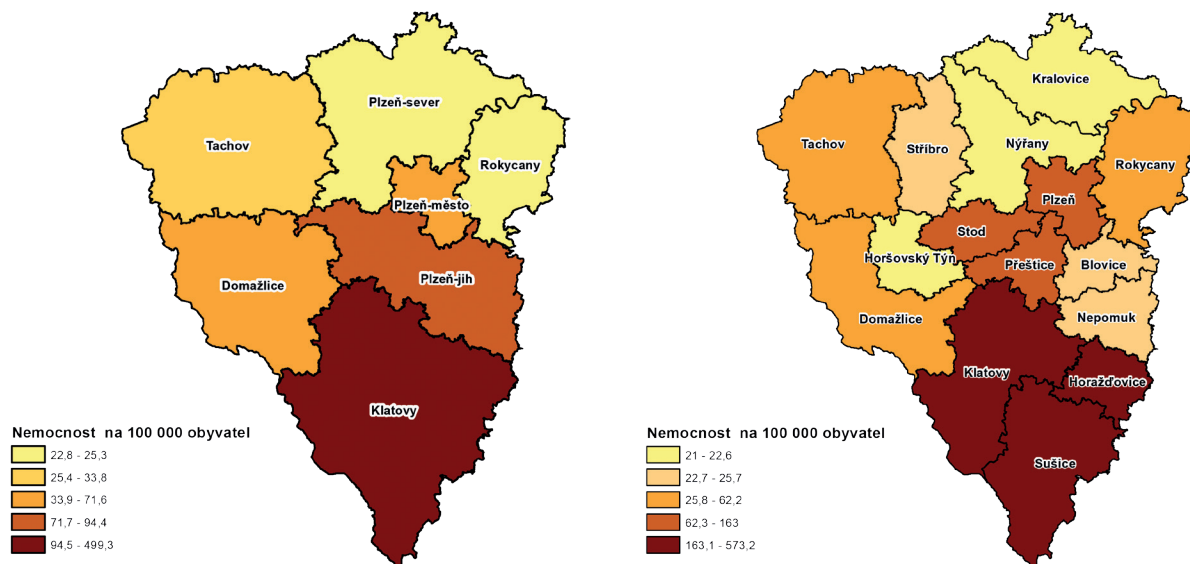 Plzeň-sever
Tachov
Rokycany
Plzeň-město
Domažlice
Plzeň-jih
Klatovy
Nemocnost na 100 000 obyvatel
22,8 - 25,3
25,4 - 33,8
33,9 - 71,6
71,7 - 94,4
94,5 - 499,3
Kralovice
Tachov
Stříbro
Nýřany
Rokycany
Plzeň
Stod
Horšovský Týn
Přeštice
Blovice
Domažlice
Nepomuk
Klatovy
Horažďovice
Sušice
Nemocnost na 100 000 obyvatel
21 - 22,6
22,7 - 25,7
25,8 - 62,2
62,3 - 163
163,1 - 573,2